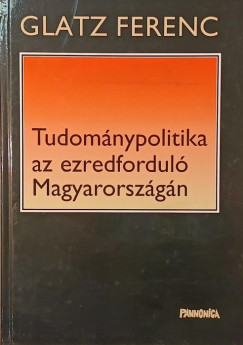 GLATZ FERENC
Tudománypolitika
az ezredforduló
Magyarországán
PANNONICA